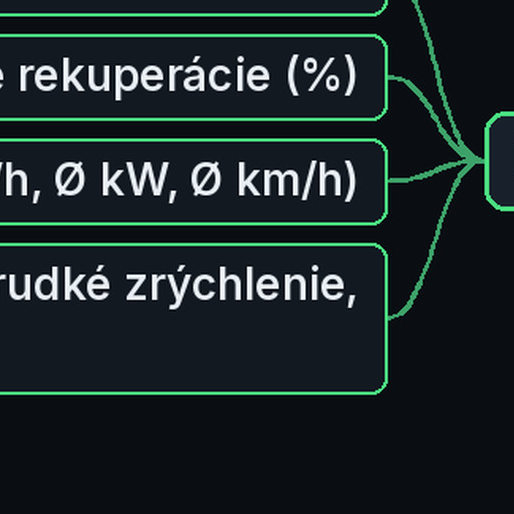 rekuperácie (%)
/h, Ø kW, Ø km/h)
rudké zrýchlenie,